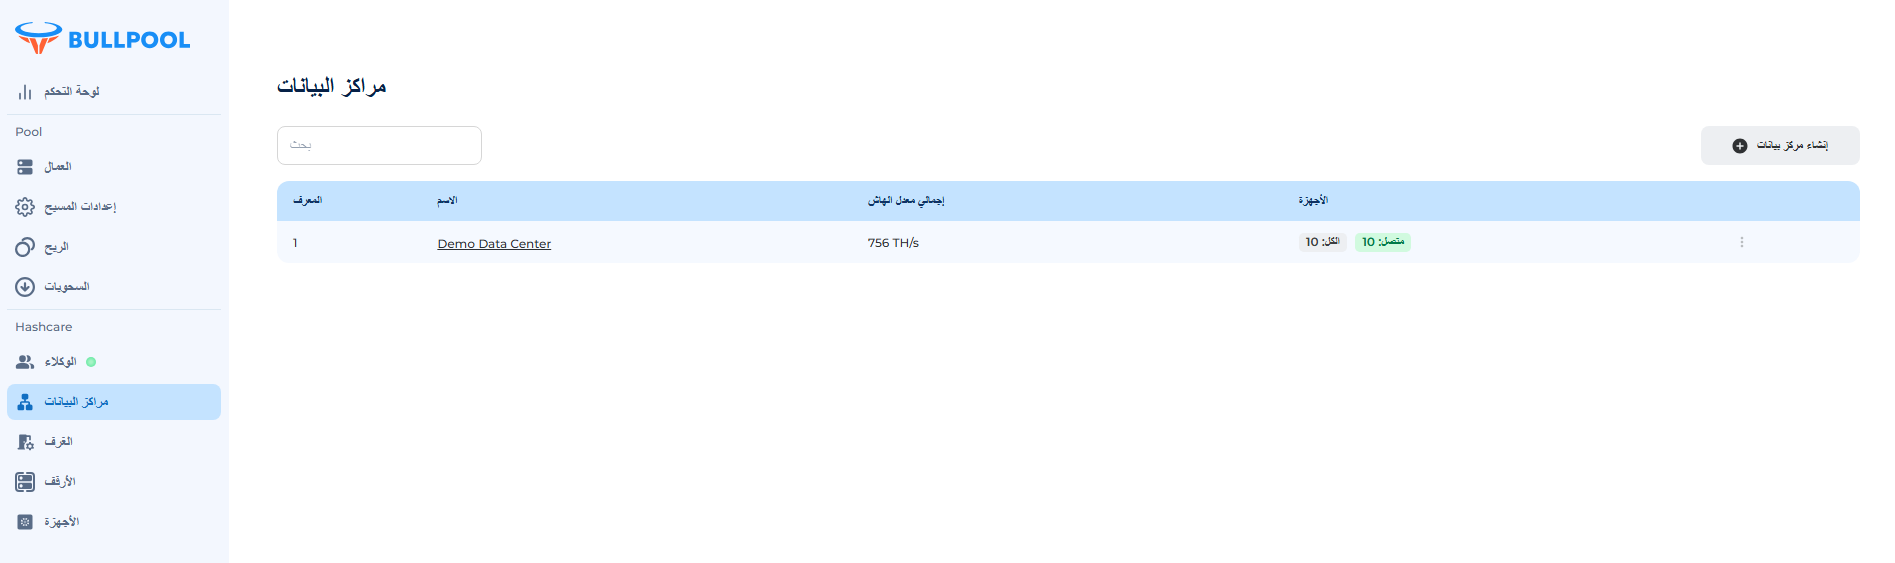 BULLPOOL
لوحة التحكم
Pool
العمال
إعدادات المسبح
الربح
السحوبات
Hashcare
الوكلاء
مراكز البيانات
الغرف
الأرفف
الأجهزة
مراكز البيانات
بحث
إنشاء مركز بيانات
المعرف الاسم إجمالي معدل الهاش الأجهزة
1 Demo Data Center 756 TH/s الكل: 10 متصل: 10